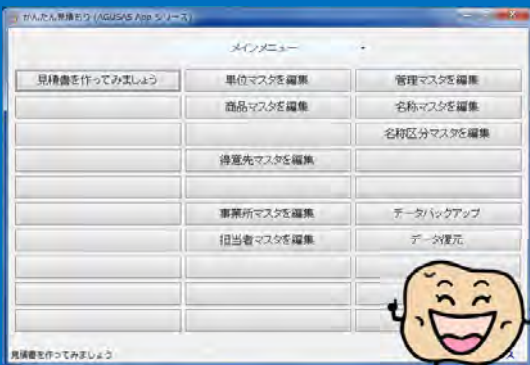 かんたん見積もり (AGUSAS App シリーズ)
メインメニュー
見積書を作ってみましょう
単位マスタを編集
管理マスタを編集
商品マスタを編集
名称マスタを編集
名称区分マスタを編集
得意先マスタを編集
事業所マスタを編集
データバックアップ
担当者マスタを編集
データ復元
見積書を作ってみましょう
ス